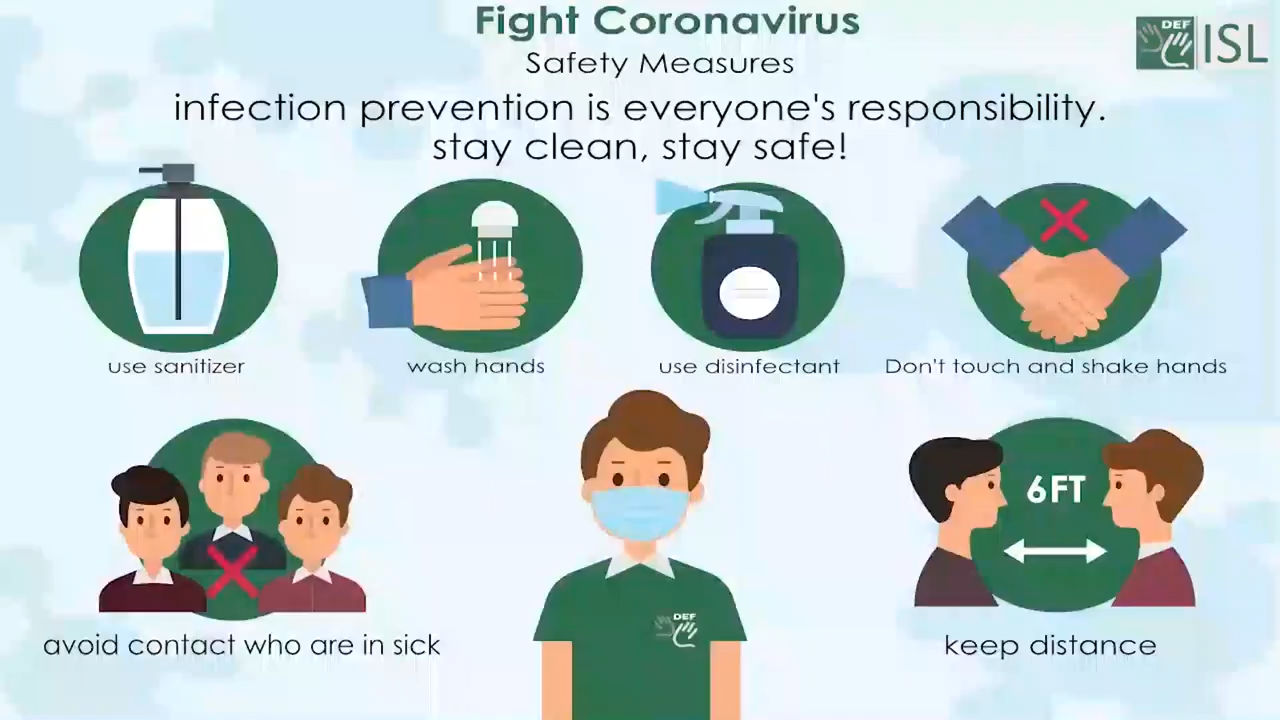 Fight Coronavirus
DEF
ISL
Safety Measures
infection prevention is everyone's responsibility.
stay clean, stay safe!
use sanitizer
wash hands
use disinfectant
Don't touch and shake hands
6FT
DEF
avoid contact who are in sick
keep distance